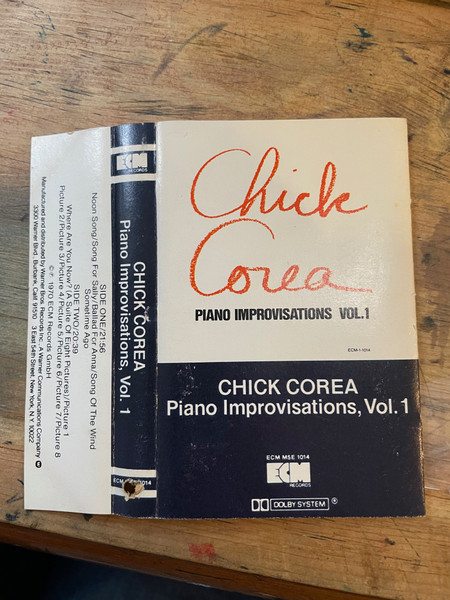 Chick
Corea
PIANO IMPROVISATIONS VOL.1
ECM-1-1014
CHICK COREA
Piano Improvisations, Vol. 1
ECM M5E 1014
ECM
RECORDS
DOLBY SYSTEM ®
ECM
RECORDS
CHICK COREA
Piano Improvisations, Vol. 1
1014
SIDE ONE/21:56
Noon Song/Song For Sally/Ballad For Anna/Song Of The Wind
Sometime Ago
SIDE TWO/20:39
Where Are You Now? (A Suite Of Eight Pictures)/Picture 1
Picture 2/Picture 3/Picture 4/Picture 5/Picture 6/Picture 7/Picture 8
© ℗ 1970 ECM Records GmbH
Manufactured and distributed by Warner Bros. Records Inc., A Warner Communications Company
3300 Warner Blvd., Burbank, Calif. 91510 3 East 54th Street, New York, N.Y. 10022